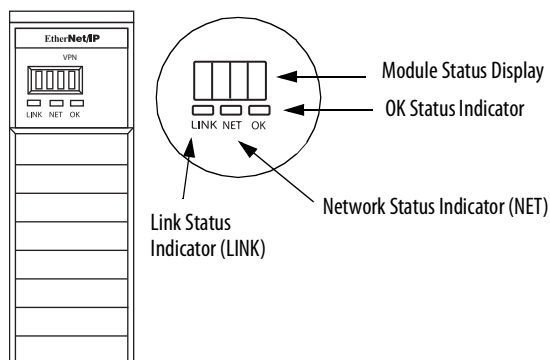 EtherNet/IP
VPN
LINK NET OK
LINK NET OK
Module Status Display
OK Status Indicator
Network Status Indicator (NET)
Link Status
Indicator (LINK)